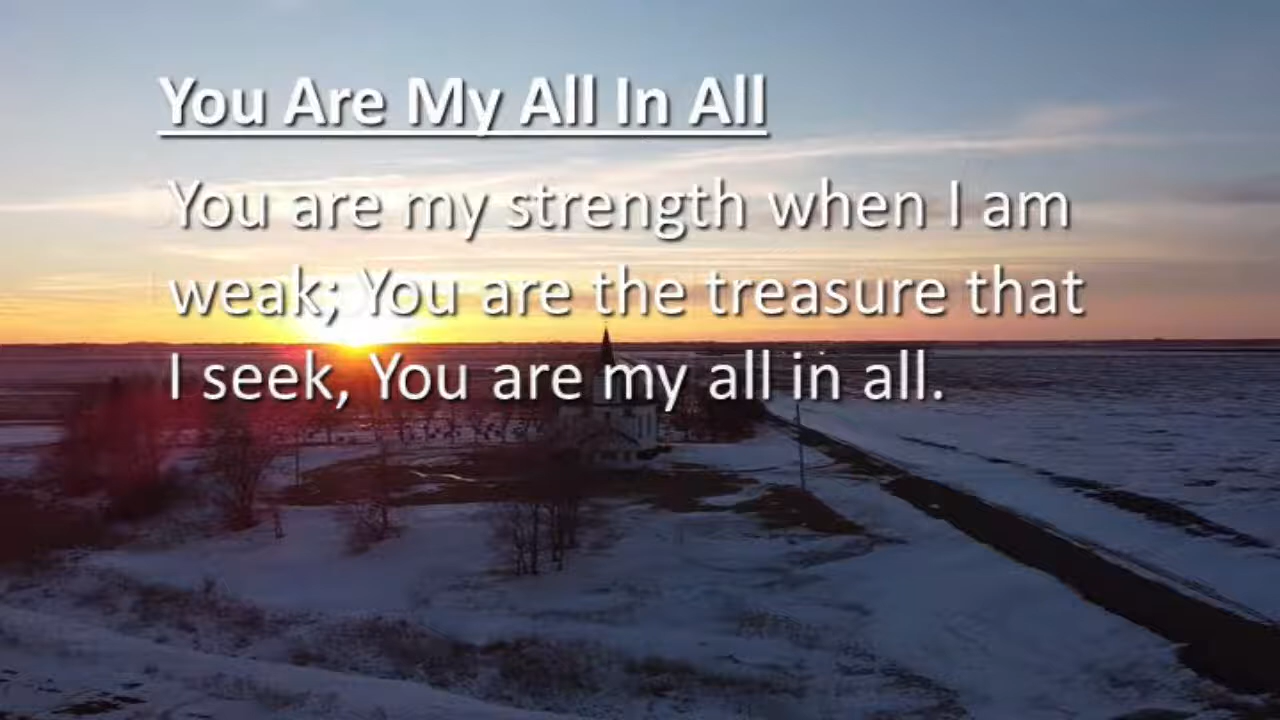 You Are My All In All
You are my strength when I am
weak; You are the treasure that
I seek, You are my all in all.